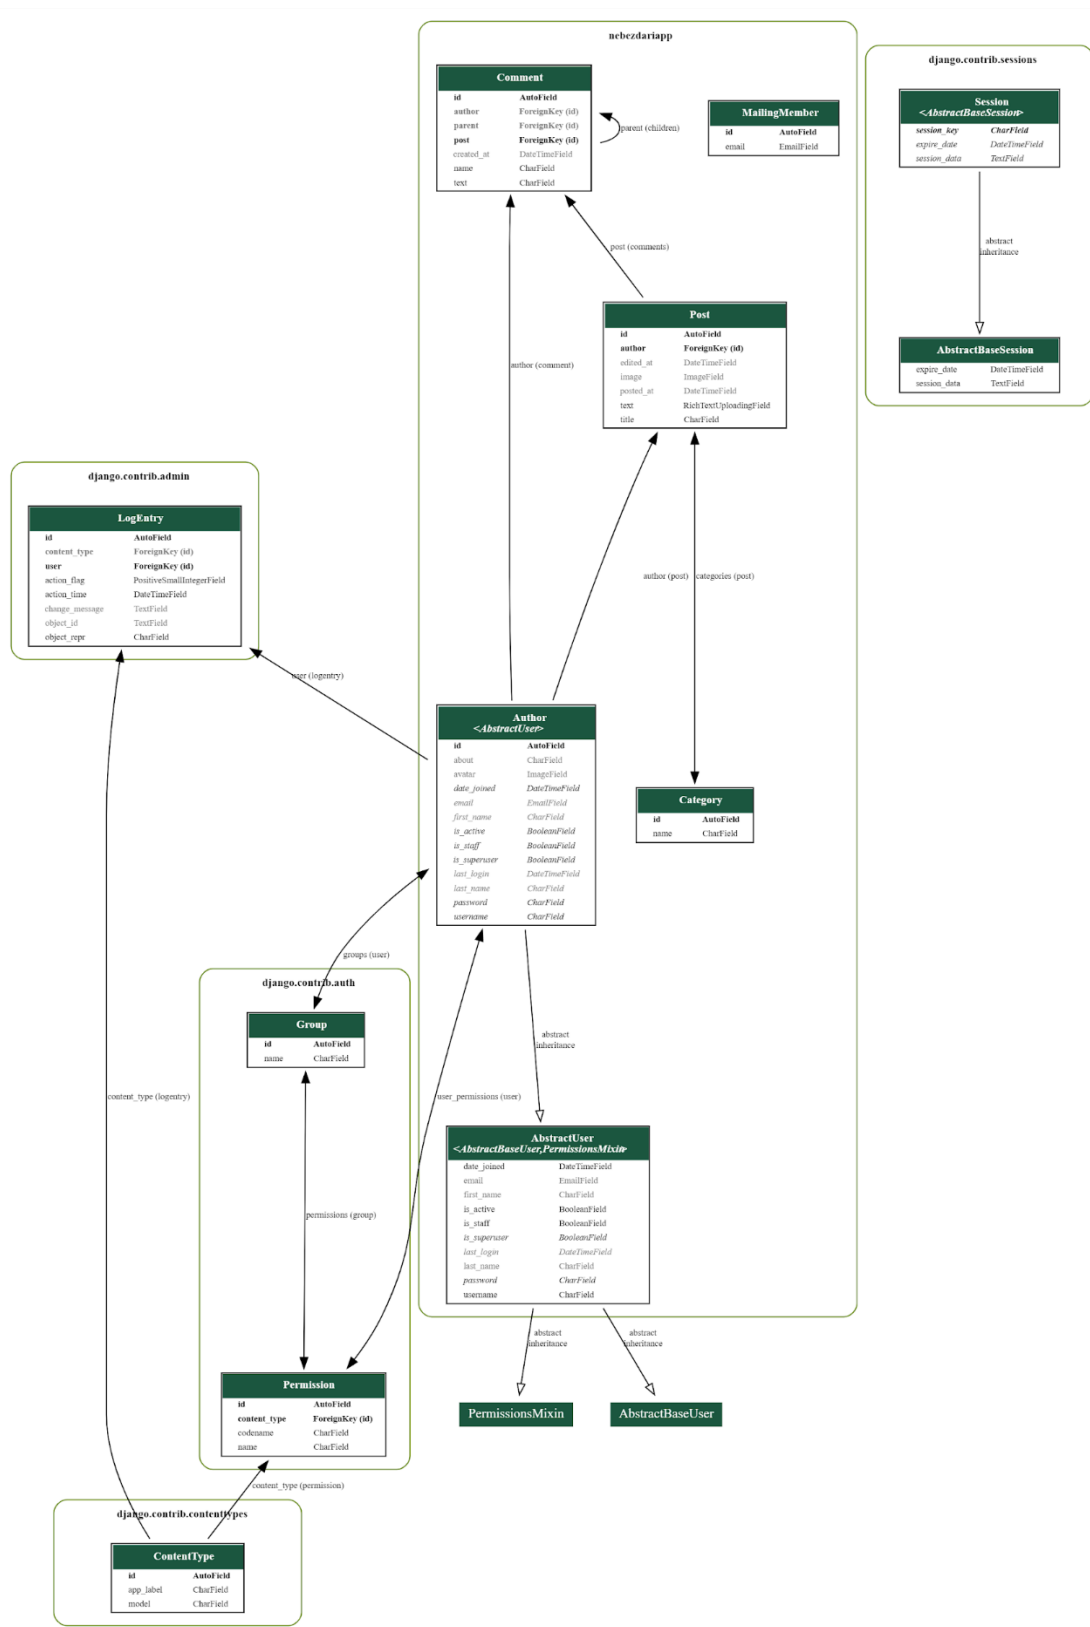 nebezdariapp
Comment
id AutoField
author ForeignKey (id)
parent ForeignKey (id)
post ForeignKey (id)
created_at DateTimeField
name CharField
text CharField
parent (children)
MailingMember
id AutoField
email EmailField
django.contrib.sessions
Session
<AbstractBaseSession>
session_key CharField
expire_date DateTimeField
session_data TextField
abstract
inheritance
AbstractBaseSession
expire_date DateTimeField
session_data TextField
post (comments)
Post
id AutoField
author ForeignKey (id)
edited_at DateTimeField
image ImageField
posted_at DateTimeField
text RichTextUploadingField
title CharField
author (comment)
author (post)
categories (post)
django.contrib.admin
LogEntry
id AutoField
content_type ForeignKey (id)
user ForeignKey (id)
action_flag PositiveSmallIntegerField
action_time DateTimeField
change_message TextField
object_id TextField
object_repr CharField
user (logentry)
Author
<AbstractUser>
id AutoField
about CharField
avatar ImageField
date_joined DateTimeField
email EmailField
first_name CharField
is_active BooleanField
is_staff BooleanField
is_superuser BooleanField
last_login DateTimeField
last_name CharField
password CharField
username CharField
Category
id AutoField
name CharField
groups (user)
django.contrib.auth
Group
id AutoField
name CharField
abstract
inheritance
content_type (logentry)
user_permissions (user)
permissions (group)
AbstractUser
<AbstractBaseUser,PermissionsMixin>
date_joined DateTimeField
email EmailField
first_name CharField
is_active BooleanField
is_staff BooleanField
is_superuser BooleanField
last_login DateTimeField
last_name CharField
password CharField
username CharField
abstract
inheritance
abstract
inheritance
PermissionsMixin
AbstractBaseUser
Permission
id AutoField
content_type ForeignKey (id)
codename CharField
name CharField
content_type (permission)
django.contrib.contenttypes
ContentType
id AutoField
app_label CharField
model CharField